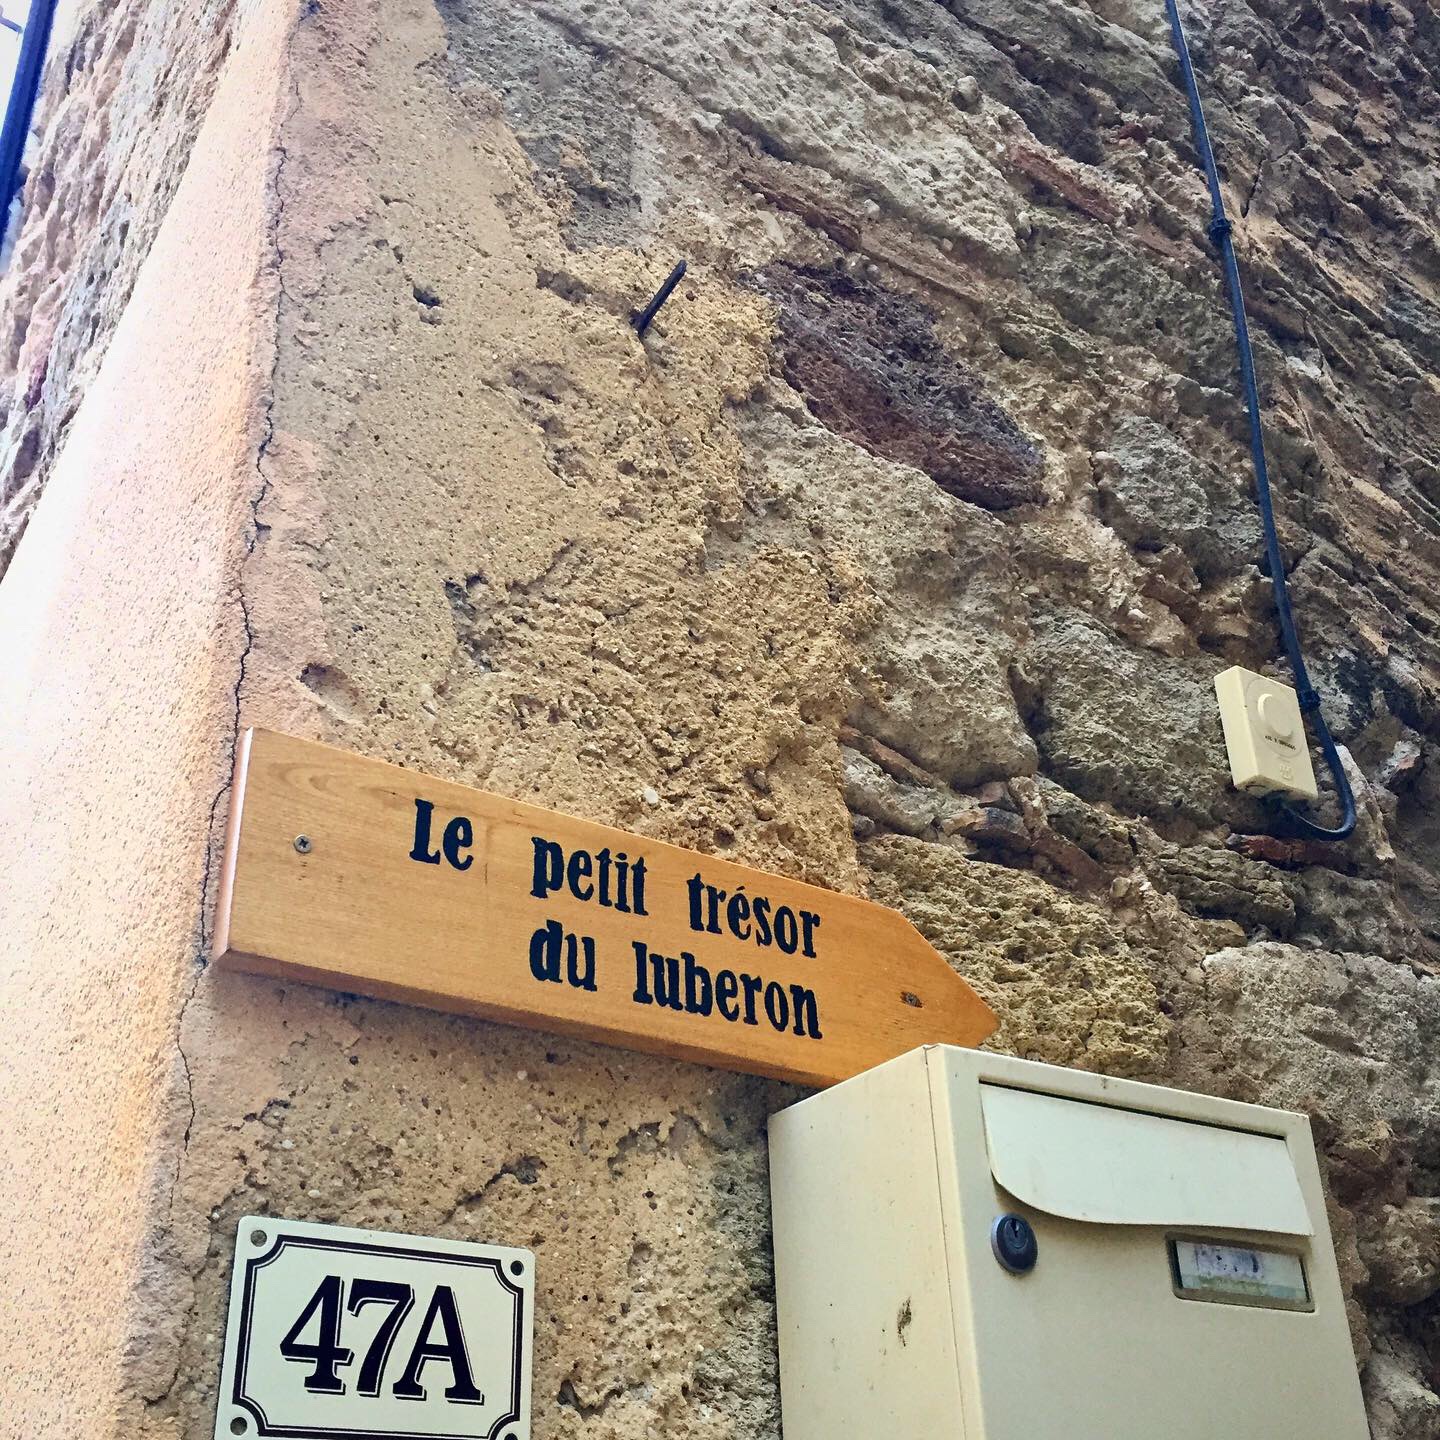 Le petit trésor
du luberon
47A